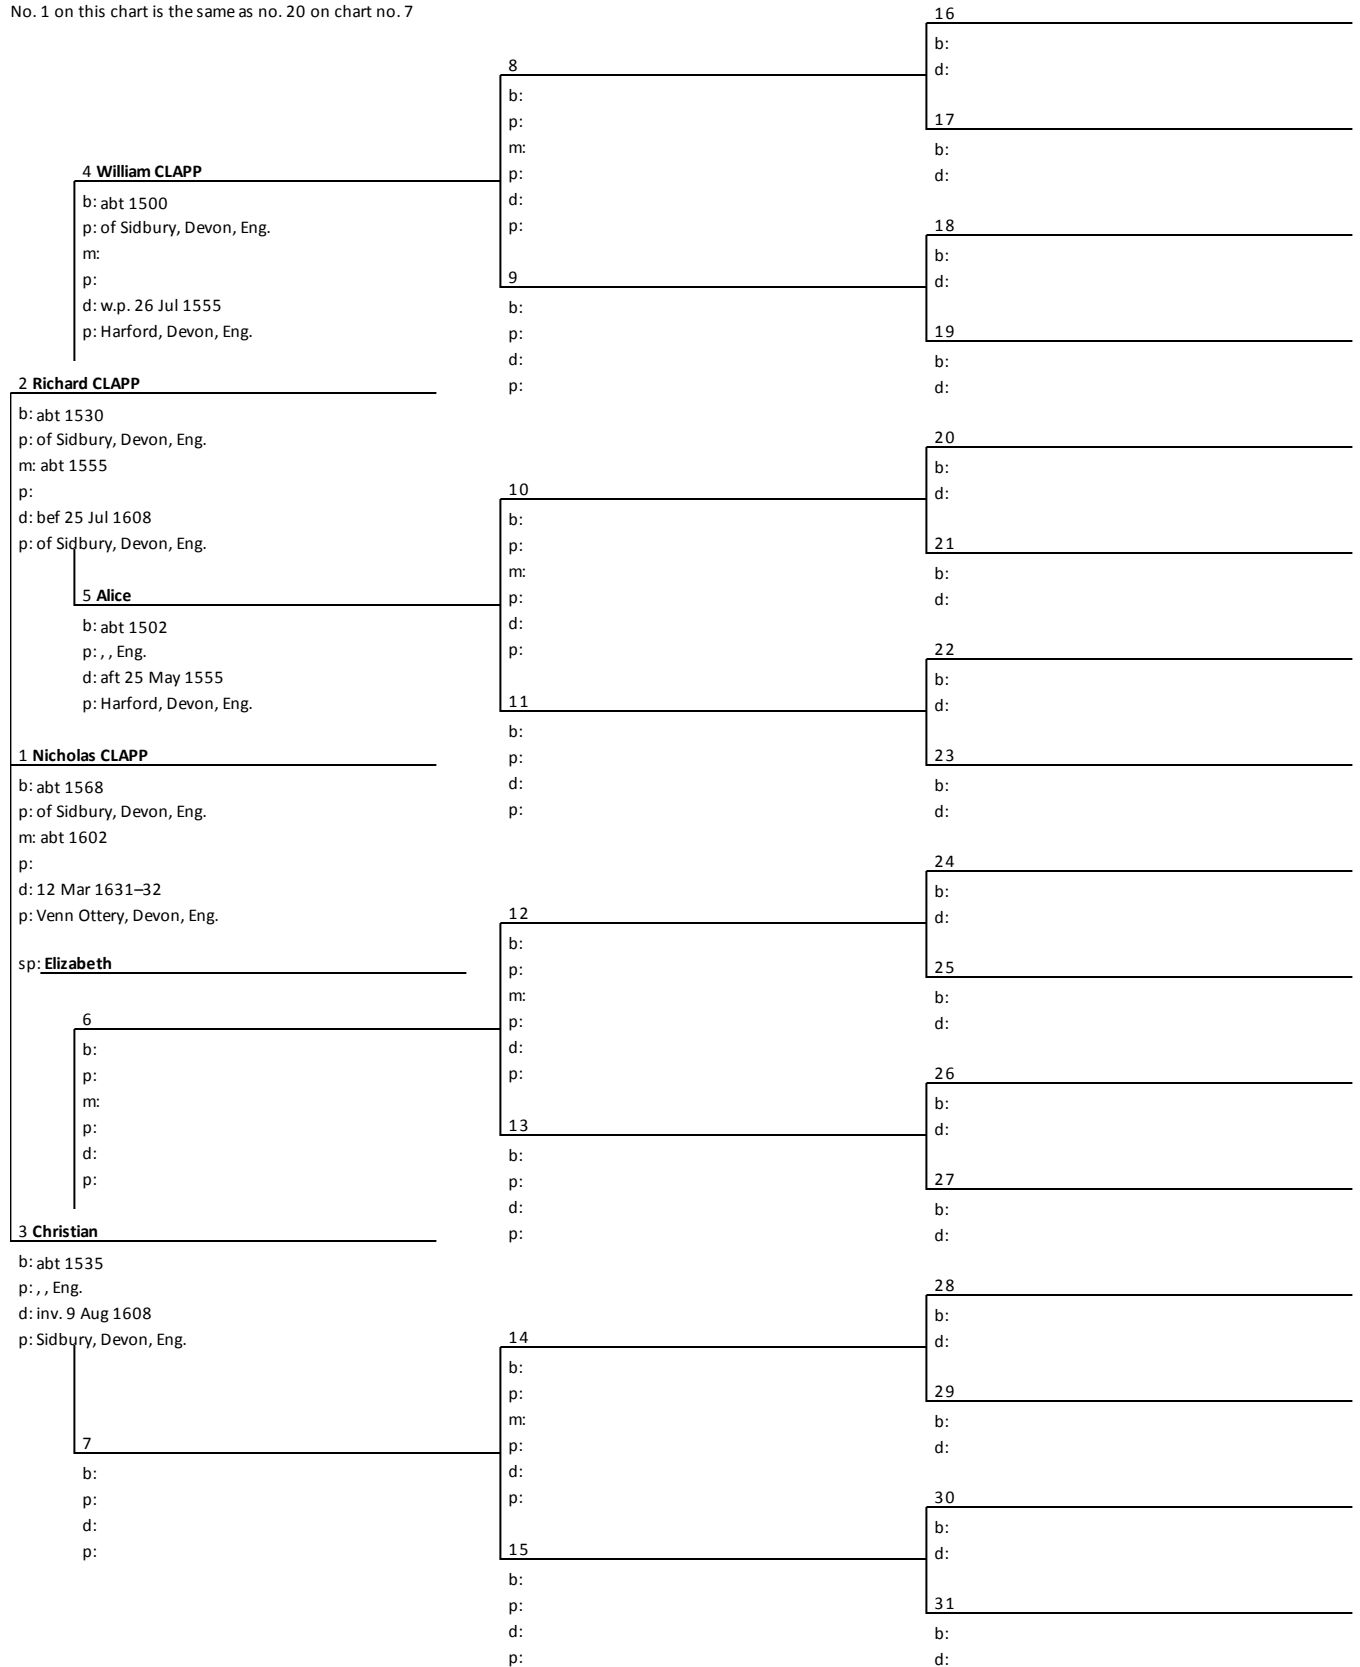 No. 1 on this chart is the same as no. 20 on chart no. 7
4 William CLAPP
b: abt 1500
p: of Sidbury, Devon, Eng.
m:
p:
d: w.p. 26 Jul 1555
p: Harford, Devon, Eng.
2 Richard CLAPP
b: abt 1530
p: of Sidbury, Devon, Eng.
m: abt 1555
p:
d: bef 25 Jul 1608
p: of Sidbury, Devon, Eng.
5 Alice
b: abt 1502
p: , , Eng.
d: aft 25 May 1555
p: Harford, Devon, Eng.
1 Nicholas CLAPP
b: abt 1568
p: of Sidbury, Devon, Eng.
m: abt 1602
p:
d: 12 Mar 1631–32
p: Venn Ottery, Devon, Eng.
sp: Elizabeth
6
b:
p:
m:
p:
d:
p:
3 Christian
b: abt 1535
p: , , Eng.
d: inv. 9 Aug 1608
p: Sidbury, Devon, Eng.
7
b:
p:
d:
p:
8
b:
p:
m:
p:
d:
p:
9
b:
p:
d:
p:
10
b:
p:
m:
p:
d:
p:
11
b:
p:
d:
p:
12
b:
p:
m:
p:
d:
p:
13
b:
p:
d:
p:
14
b:
p:
m:
p:
d:
p:
15
b:
p:
d:
p:
16
b:
d:
17
b:
d:
18
b:
d:
19
b:
d:
20
b:
d:
21
b:
d:
22
b:
d:
23
b:
d:
24
b:
d:
25
b:
d:
26
b:
d:
27
b:
d:
28
b:
d:
29
b:
d:
30
b:
d:
31
b:
d: